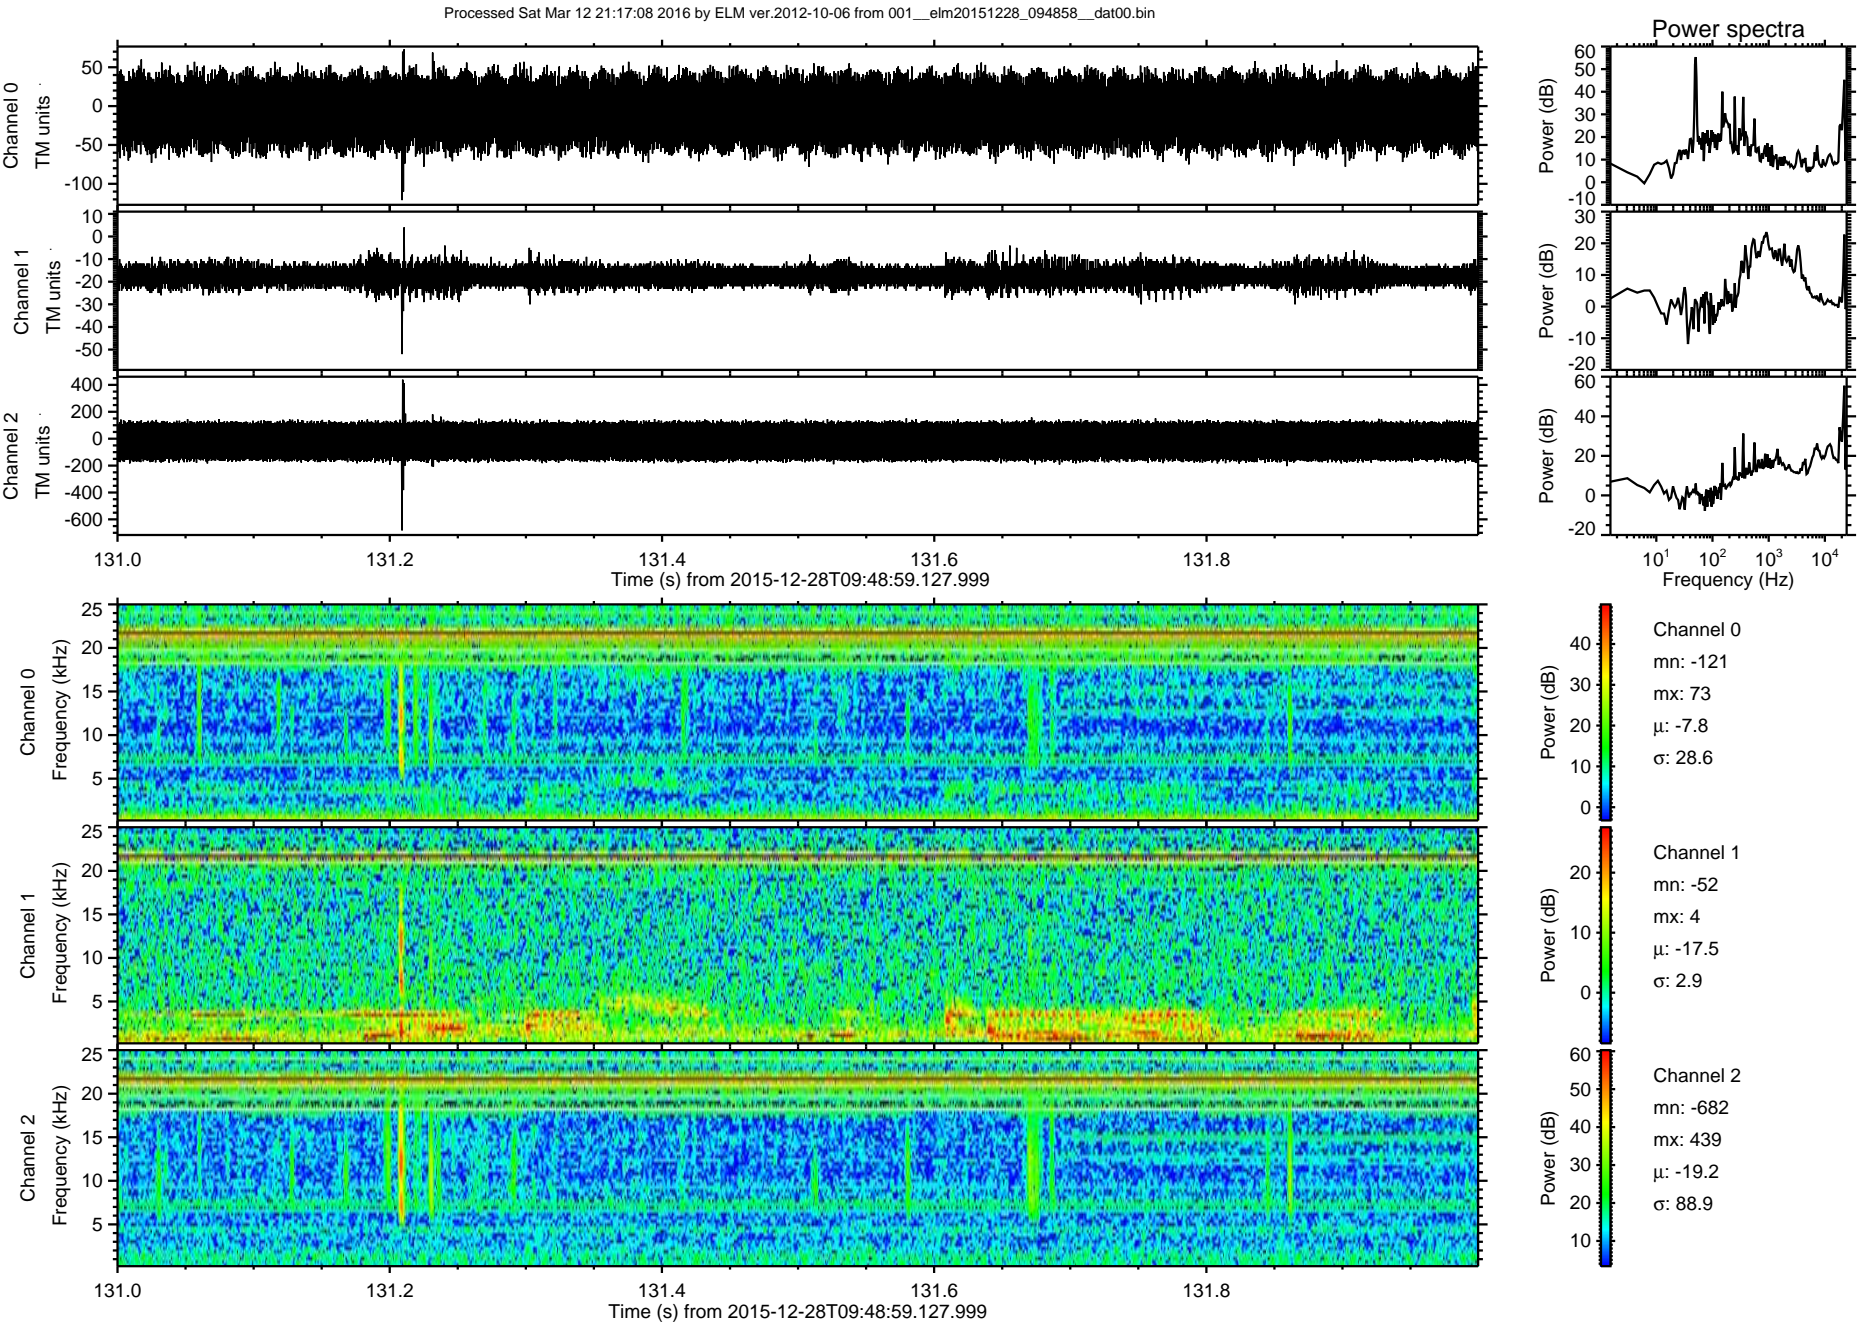 Processed Sat Mar 12 21:17:08 2016 by ELM ver.2012-10-06 from 001__elm20151228_094858__dat00.bin
Power spectra
Channel 0
TM units
50
0
-50
-100
Power (dB)
60
50
40
30
20
10
0
-10
Channel 1
TM units
10
0
-10
-20
-30
-40
-50
Power (dB)
30
20
10
0
-10
-20
Channel 2
TM units
400
200
0
-200
-400
-600
Power (dB)
60
40
20
0
-20
131.0 131.2 131.4 131.6 131.8
Time (s) from 2015-12-28T09:48:59.127.999
10¹ 10² 10³ 10⁴
Frequency (Hz)
Channel 0
Frequency (kHz)
25
20
15
10
5
Power (dB)
40
30
20
10
0
Channel 0
mn: -121
mx: 73
μ: -7.8
σ: 28.6
Channel 1
Frequency (kHz)
25
20
15
10
5
Power (dB)
20
10
0
Channel 1
mn: -52
mx: 4
μ: -17.5
σ: 2.9
Channel 2
Frequency (kHz)
25
20
15
10
5
Power (dB)
60
50
40
30
20
10
Channel 2
mn: -682
mx: 439
μ: -19.2
σ: 88.9
131.0 131.2 131.4 131.6 131.8
Time (s) from 2015-12-28T09:48:59.127.999